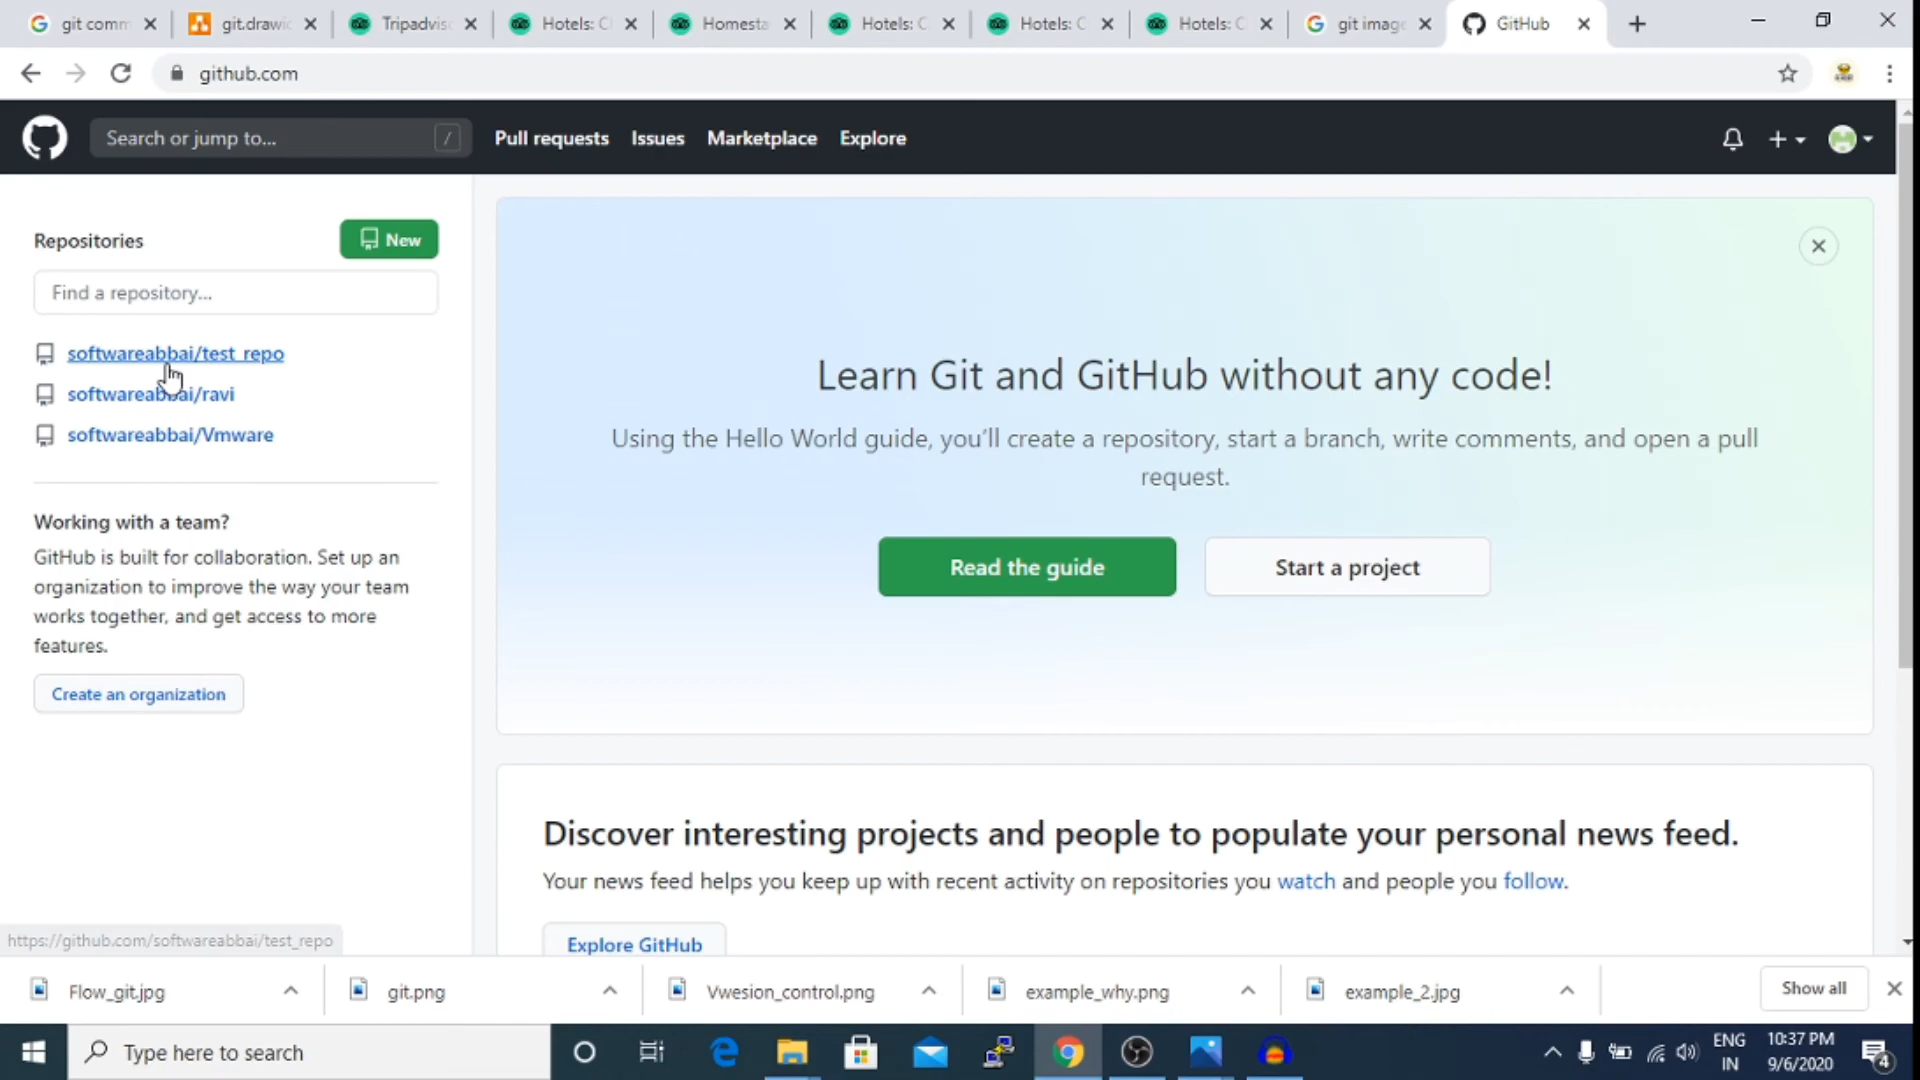 git comm
git.drawio
Tripadvis
Hotels: C
Homesta
Hotels: C
Hotels: C
Hotels: C
git image
GitHub
github.com
Search or jump to...
/
Pull requests
Issues
Marketplace
Explore
Repositories
New
Find a repository...
softwareabbai/test_repo
softwareabbai/ravi
softwareabbai/Vmware
Working with a team?
GitHub is built for collaboration. Set up an
organization to improve the way your team
works together, and get access to more
features.
Create an organization
Learn Git and GitHub without any code!
Using the Hello World guide, you’ll create a repository, start a branch, write comments, and open a pull
request.
Read the guide
Start a project
Discover interesting projects and people to populate your personal news feed.
Your news feed helps you keep up with recent activity on repositories you watch and people you follow.
Explore GitHub
https://github.com/softwareabbai/test_repo
Flow_git.jpg
git.png
Vwesion_control.png
example_why.png
example_2.jpg
Show all
Type here to search
ENG
IN
10:37 PM
9/6/2020
4